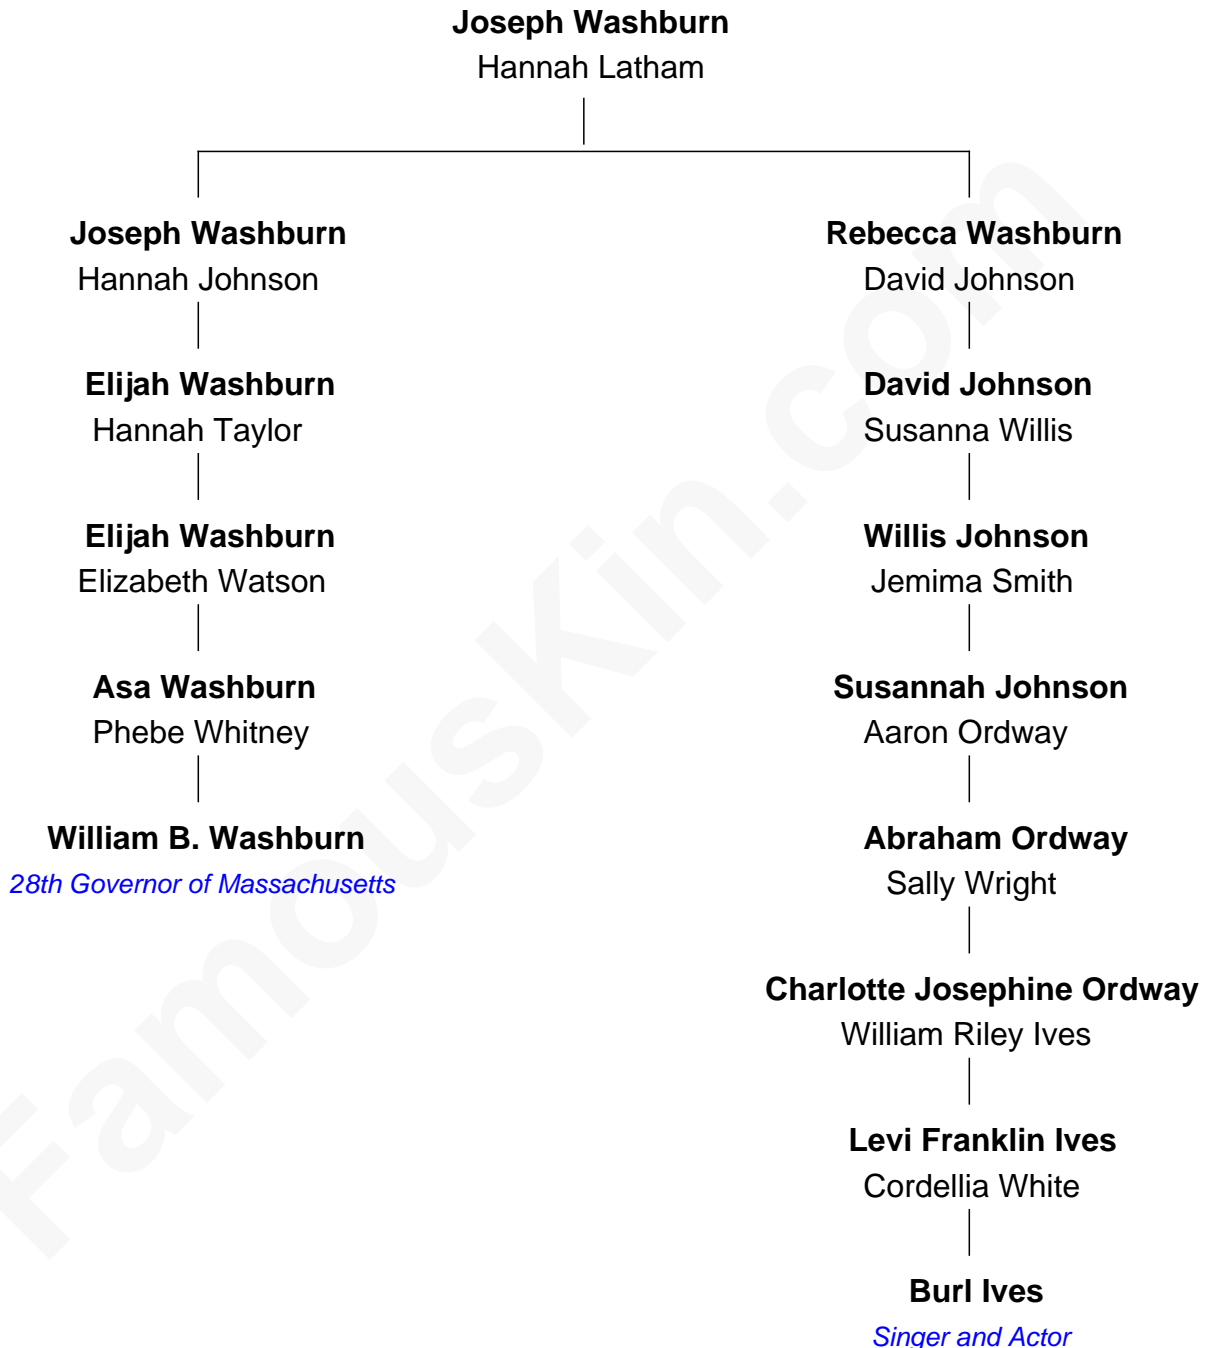 Joseph Washburn
Hannah Latham
Joseph Washburn
Hannah Johnson
Rebecca Washburn
David Johnson
Elijah Washburn
Hannah Taylor
David Johnson
Susanna Willis
Elijah Washburn
Elizabeth Watson
Willis Johnson
Jemima Smith
Asa Washburn
Phebe Whitney
Susannah Johnson
Aaron Ordway
William B. Washburn
28th Governor of Massachusetts
Abraham Ordway
Sally Wright
Charlotte Josephine Ordway
William Riley Ives
Levi Franklin Ives
Cordellia White
Burl Ives
Singer and Actor
FamousKin.com